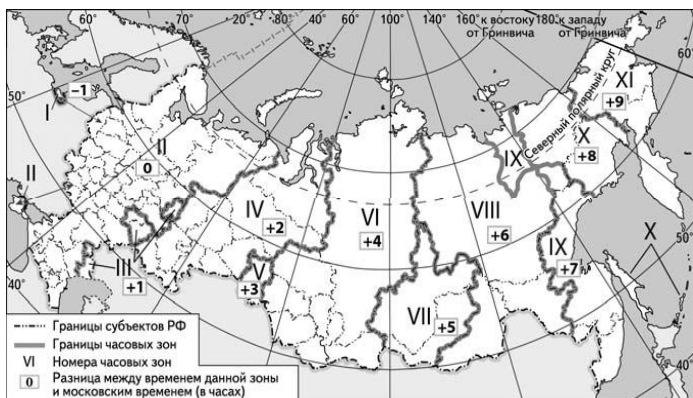 60° 70° 20° 40° 60° 80° 100° 120° 140° 160° к востоку от Гринвича 180° к западу от Гринвича
Северный полярный круг
60°
50°
50°
40°
40°
I
–1
II
0
II
III
+1
IV
+2
V
+3
VI
+4
VII
+5
VIII
+6
IX
IX
+7
X
+8
XI
+9
X
Границы субъектов РФ
Границы часовых зон
VI Номера часовых зон
0 Разница между временем данной зоны
и московским временем (в часах)